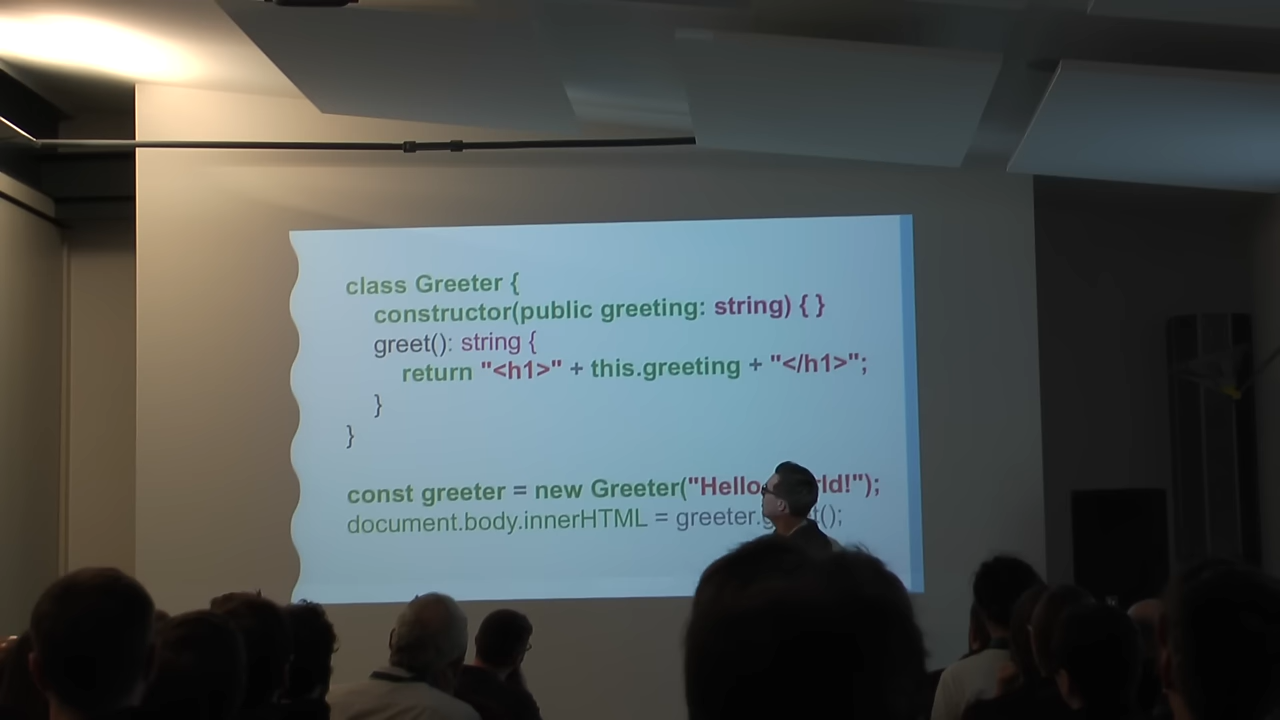 class Greeter {
constructor(public greeting: string) { }
greet(): string {
return "<h1>" + this.greeting + "</h1>";
}
}
const greeter = new Greeter("Hello rld!");
document.body.innerHTML = greeter.g t();